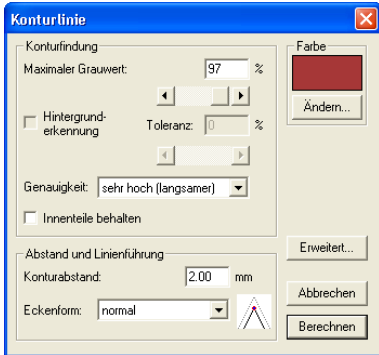 Konturlinie
Konturfindung
Maximaler Grauwert: 97 %
Hintergrund-
erkennung
Toleranz: 0 %
Genauigkeit: sehr hoch (langsamer)
Innenteile behalten
Farbe
Ändern...
Abstand und Linienführung
Konturabstand: 2.00 mm
Eckenform: normal
Erweitert...
Abbrechen
Berechnen